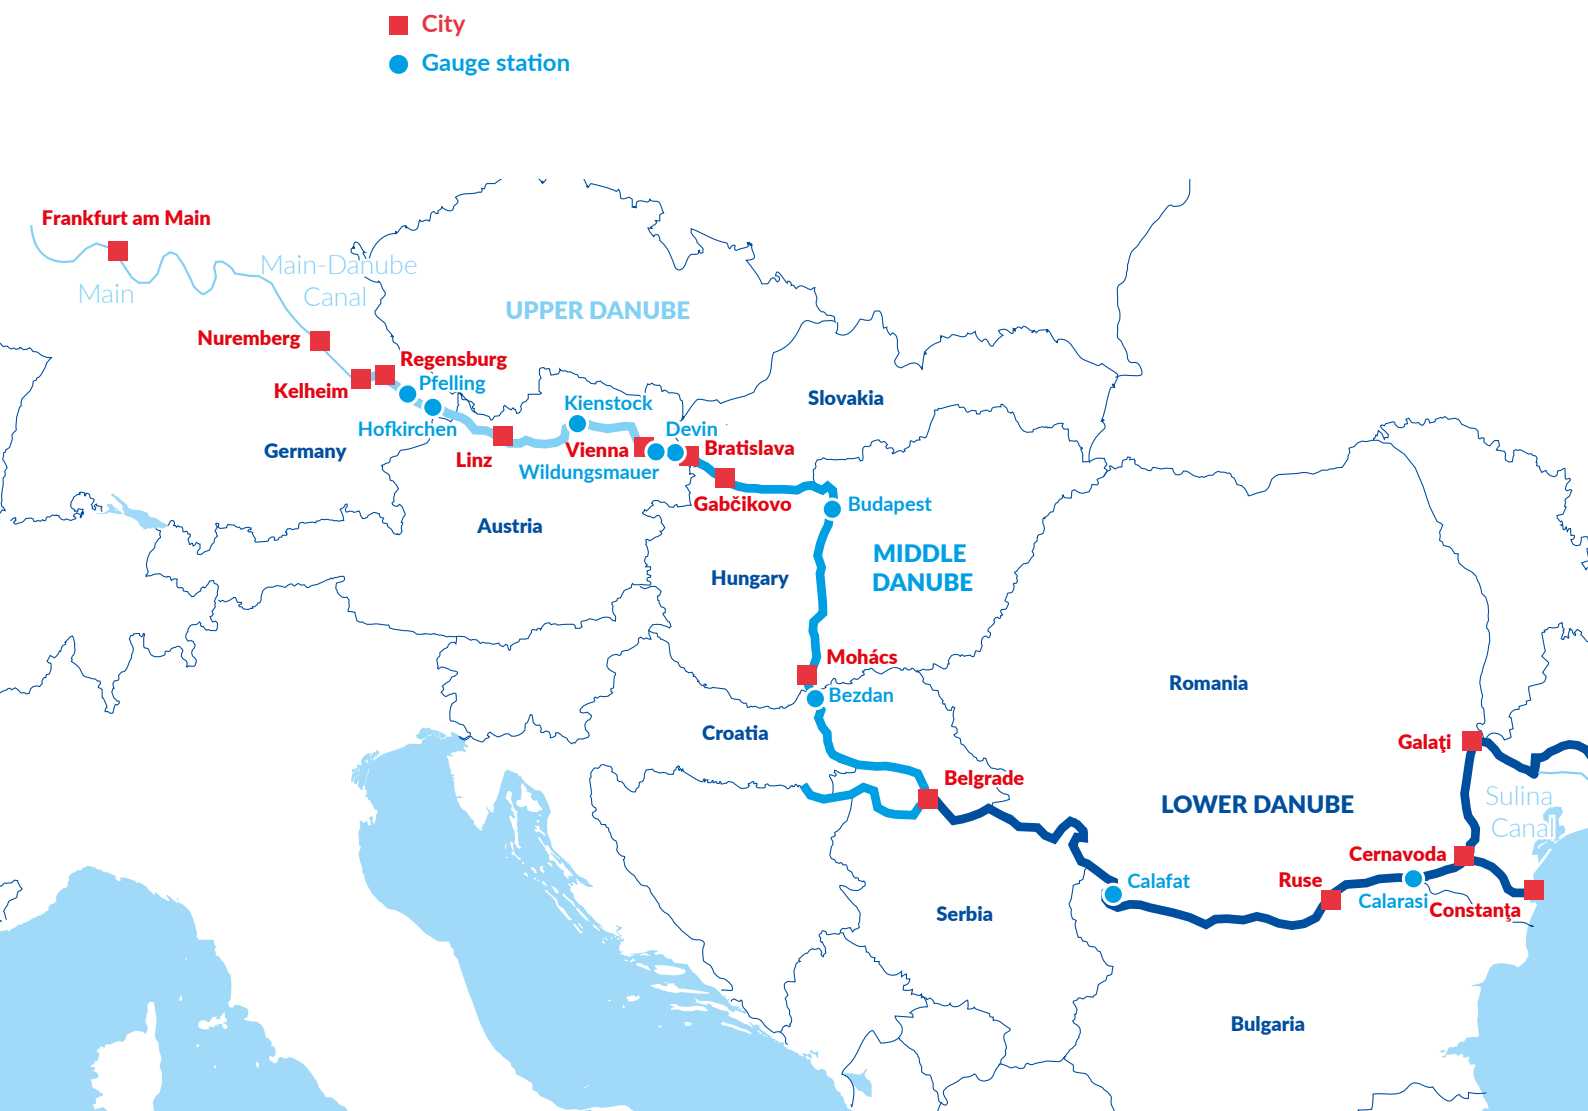 City
Gauge station
Frankfurt am Main
Main-Danube
Canal
Main
UPPER DANUBE
Nuremberg
Regensburg
Pfelling
Kelheim
Slovakia
Kienstock
Hofkirchen
Devin
Germany
Linz
Vienna
Bratislava
Wildungsmauer
Gabčikovo
Budapest
Austria
MIDDLE
DANUBE
Hungary
Mohács
Romania
Bezdan
Croatia
Galaţi
Belgrade
Sulina
Canal
LOWER DANUBE
Cernavoda
Ruse
Calafat
Calarasi
Constanţa
Serbia
Bulgaria